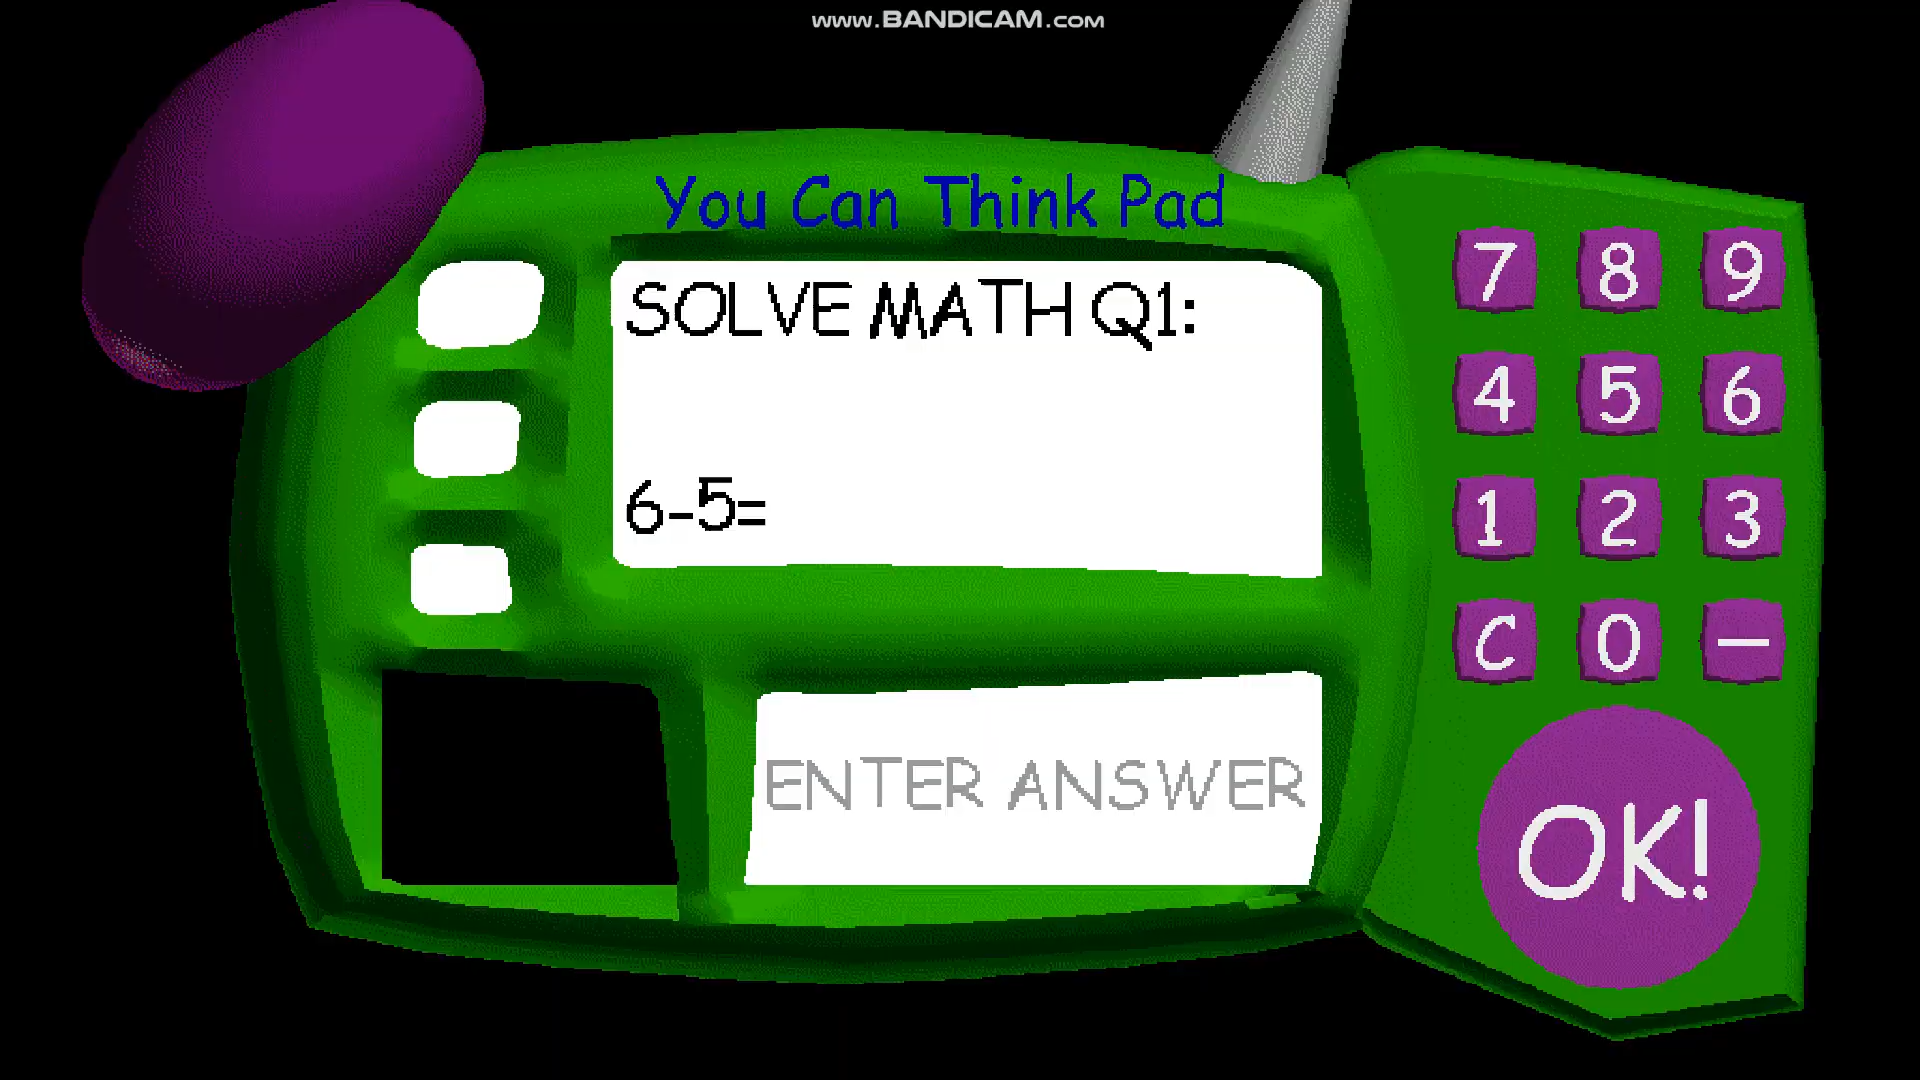 www.BANDICAM.com
You Can Think Pad
SOLVE MATH Q1:
6-5=
ENTER ANSWER
7 8 9
4 5 6
1 2 3
C 0 −
OK!